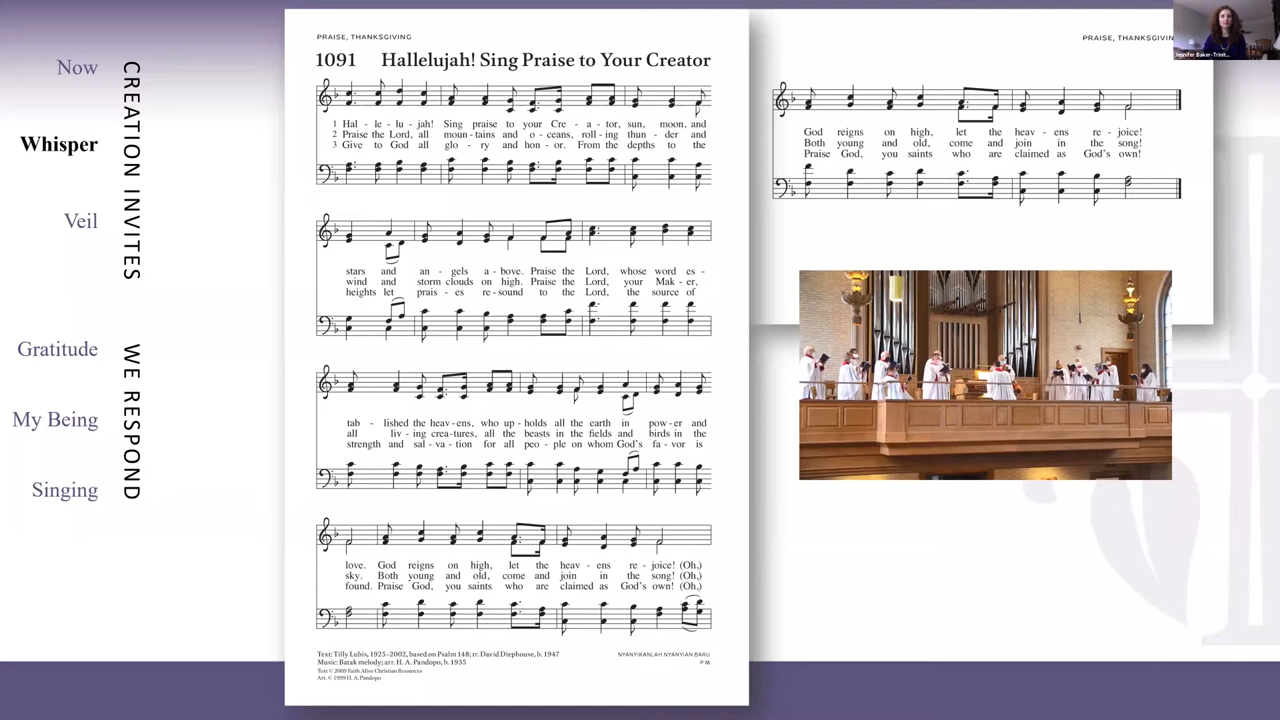 Now
Whisper
Veil
Gratitude
My Being
Singing
CREATION INVITES
WE RESPOND
PRAISE, THANKSGIVING
1091 Hallelujah! Sing Praise to Your Creator
1 Hal - le - lu - jah! Sing praise to your Cre - a - tor, sun, moon, and
2 Praise the Lord, all moun - tains and o - ceans, roll - ing thun - der and
3 Give to God all glo - ry and hon - or. From the depths to the
stars and an - gels a - bove. Praise the Lord, whose word es -
wind and storm clouds on high. Praise the Lord, your Mak - er,
heights let prais - es re - sound to the Lord, the source of
tab - lished the heav - ens, who up - holds all the earth in pow - er and
all liv - ing crea - tures, all the beasts in the fields and birds in the
strength and sal - va - tion for all peo - ple on whom God's fa - vor is
love. God reigns on high, let the heav - ens re - joice! (Oh,)
sky. Both young and old, come and join in the song! (Oh,)
found. Praise God, you saints who are claimed as God's own! (Oh,)
Text: Tilly Lubis, 1925–2002, based on Psalm 148; tr. David Diephouse, b. 1947
Music: Batak melody; arr. H. A. Pandopo, b. 1935
Text © 2009 Faith Alive Christian Resources
Arr. © 1999 H. A. Pandopo
NYANYIKANLAH NYANYIAN BARU
P M
PRAISE, THANKSGIVIN
God reigns on high, let the heav - ens re - joice!
Both young and old, come and join in the song!
Praise God, you saints who are claimed as God's own!
Jennifer Baker-Trinit...